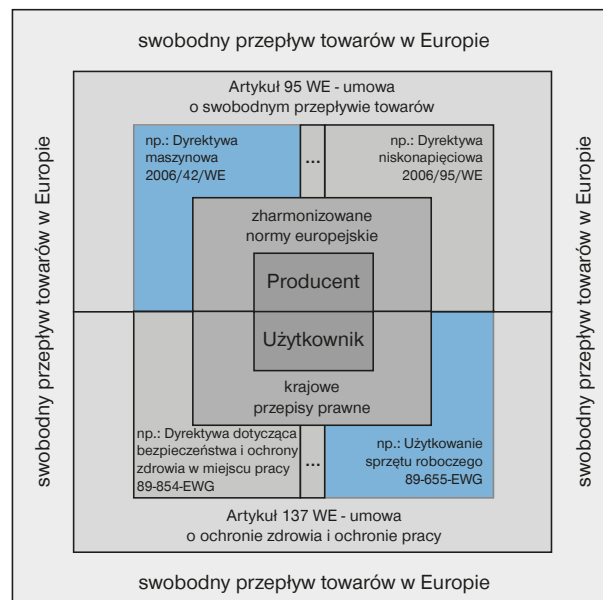 swobodny przepływ towarów w Europie
swobodny przepływ towarów w Europie
swobodny przepływ towarów w Europie
Artykuł 95 WE - umowa
o swobodnym przepływie towarów
np.: Dyrektywa
maszynowa
2006/42/WE
...
np.: Dyrektywa
niskonapięciowa
2006/95/WE
zharmonizowane
normy europejskie
Producent
Użytkownik
krajowe
przepisy prawne
np.: Dyrektywa dotycząca
bezpieczeństwa i ochrony
zdrowia w miejscu pracy
89-854-EWG
...
np.: Użytkowanie
sprzętu roboczego
89-655-EWG
Artykuł 137 WE - umowa
o ochronie zdrowia i ochronie pracy
swobodny przepływ towarów w Europie